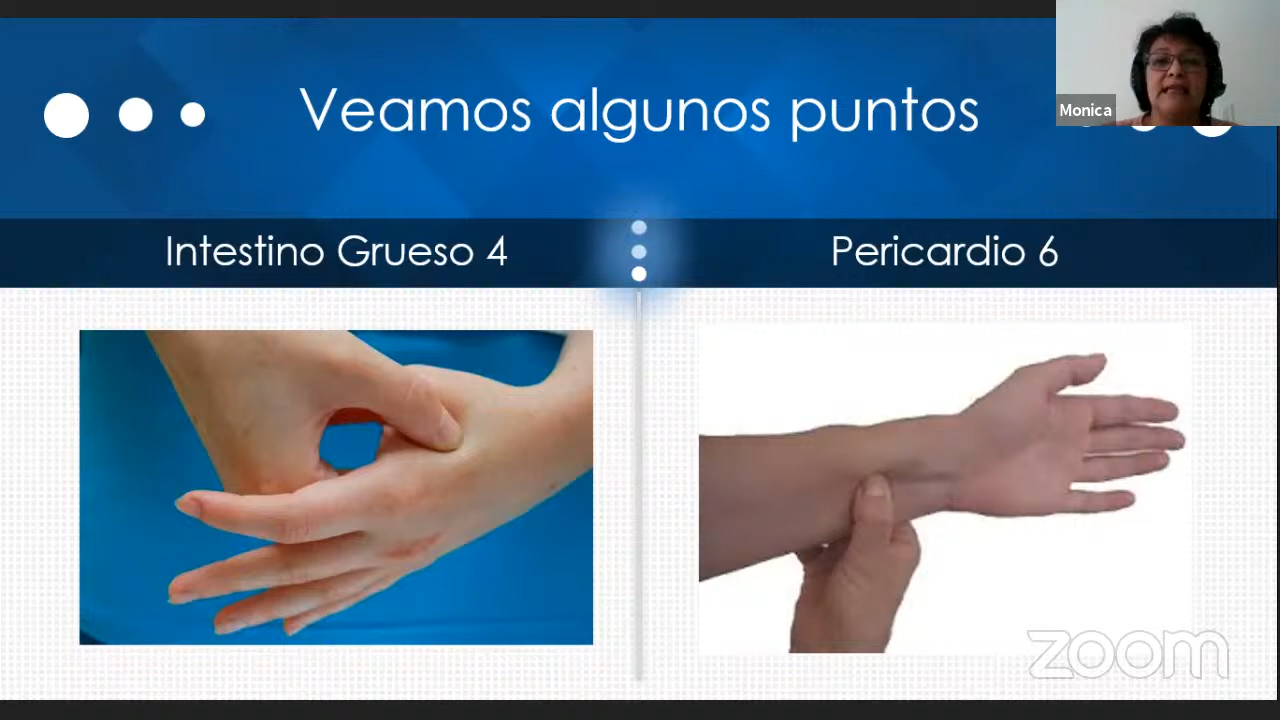 Veamos algunos puntos
Monica
Intestino Grueso 4
Pericardio 6
zoom